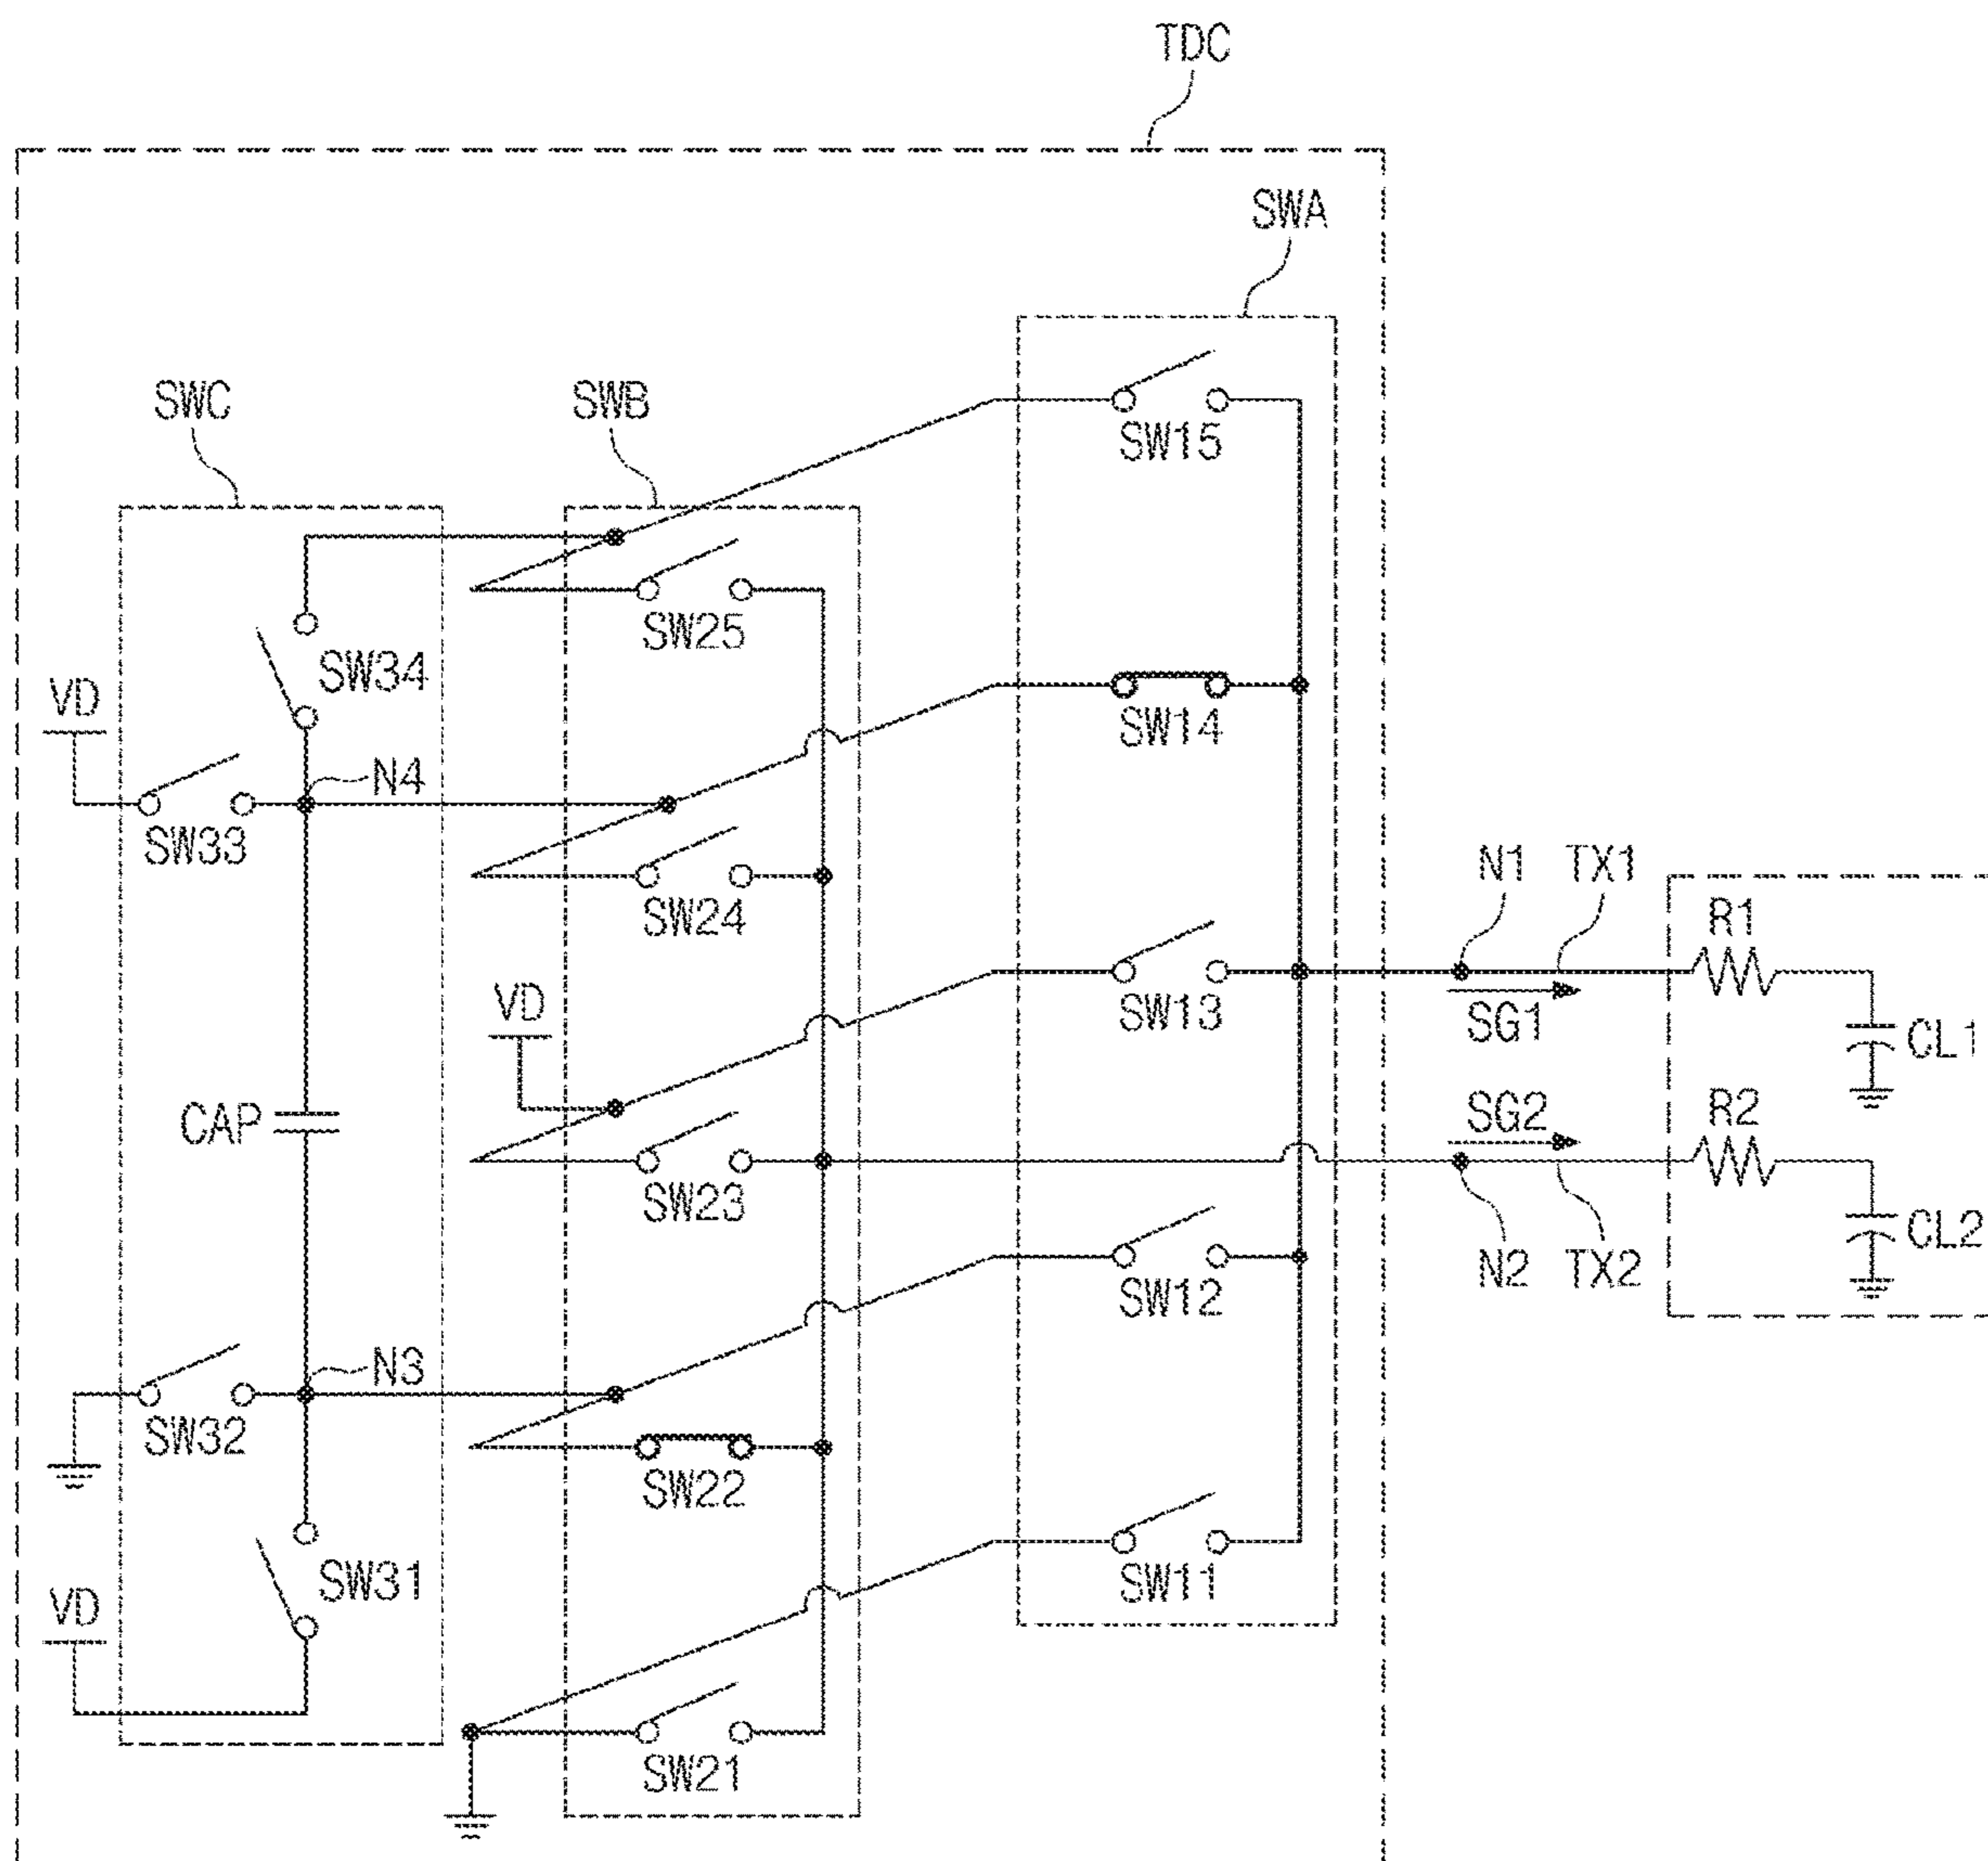 TDC
SWA
SWC
SWB
SW15
SW25
SW34
VD
SW14
N4
SW33
SW24
N1
TX1
R1
VD
SW13
SG1
CL1
CAP
SG2
R2
SW23
CL2
N2
TX2
SW12
N3
SW32
SW22
SW31
SW11
VD
SW21